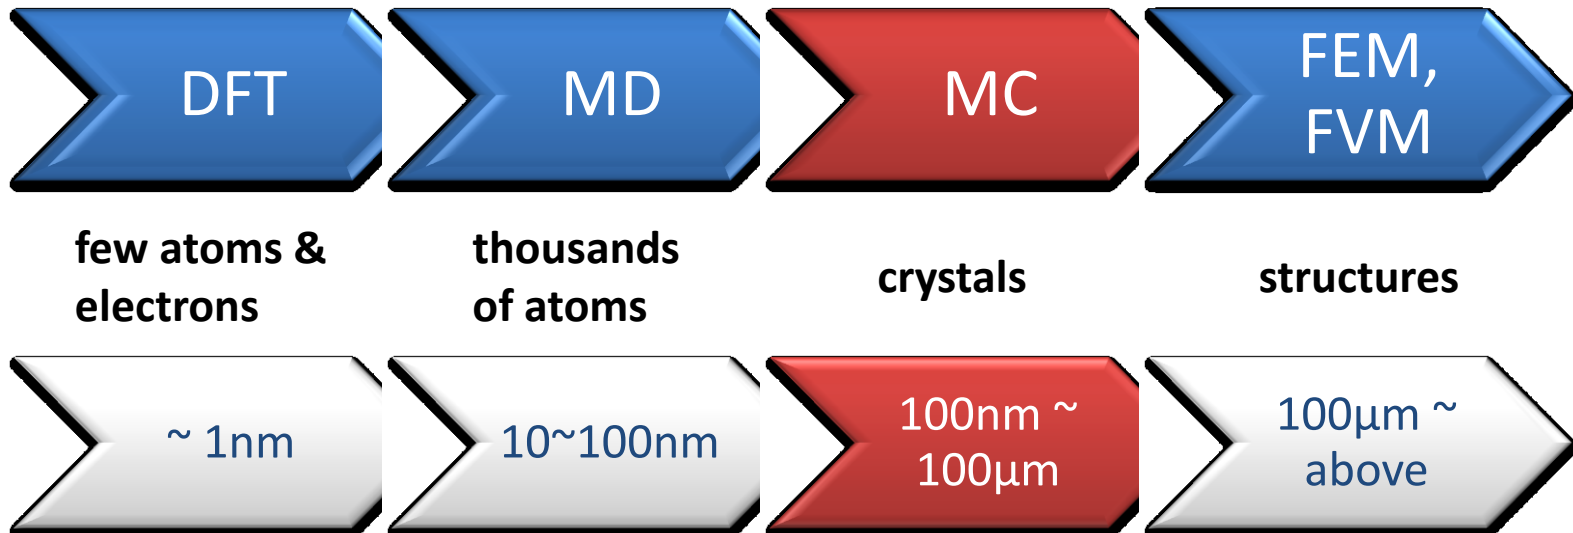 DFT
MD
MC
FEM,
FVM
few atoms &
electrons
thousands
of atoms
crystals
structures
~ 1nm
10~100nm
100nm ~
100μm
100μm ~
above